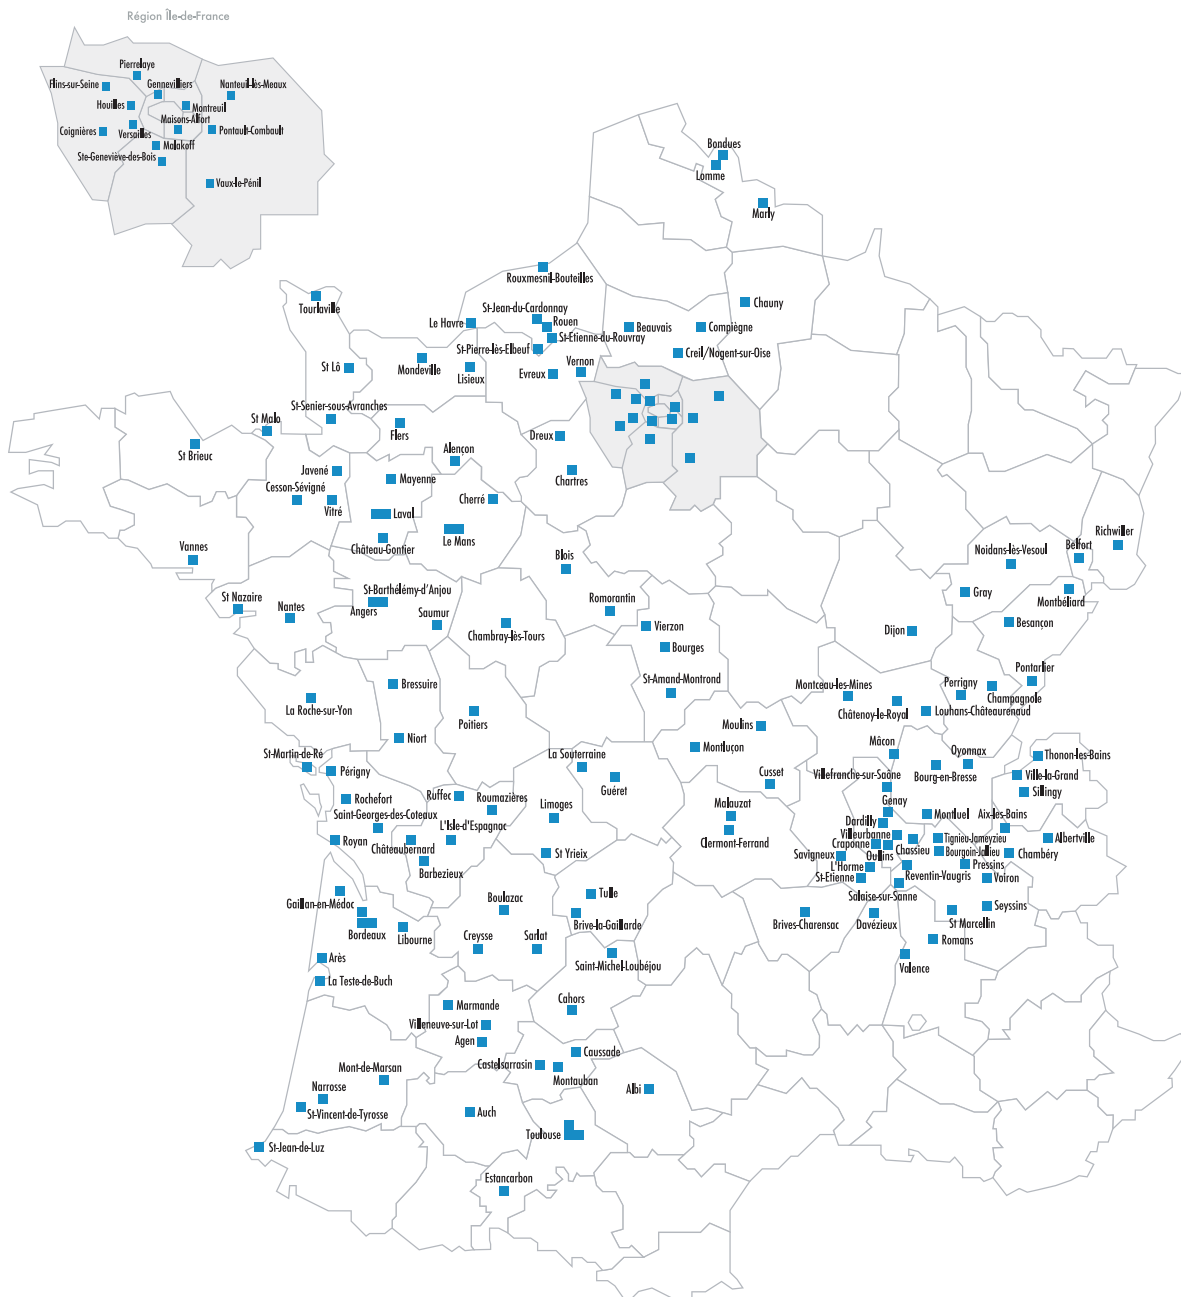 Région Île-de-France
Pierrelaye
Flins-sur-Seine
Gennevilliers
Nanteuil-lès-Meaux
Houilles
Montreuil
Maisons-Alfort
Coignières
Versailles
Pontault-Combault
Malakoff
Ste-Geneviève-des-Bois
Vaux-le-Pénil
Bondues
Lomme
Marly
Rouxmesnil-Bouteilles
Tourlaville
St-Jean-du-Cardonnay
Chauny
Le Havre
Rouen
Beauvais
Compiègne
St-Etienne-du-Rouvray
St-Pierre-lès-Elbeuf
Creil/Nogent-sur-Oise
St Lô
Mondeville
Lisieux
Evreux
Vernon
St-Senier-sous-Avranches
St Malo
Flers
Dreux
St Brieuc
Alençon
Javené
Mayenne
Chartres
Cesson-Sévigné
Cherré
Vitré
Laval
Le Mans
Château-Gontier
Richwiller
Vannes
Noidans-lès-Vesoul
Belfort
Blois
St-Barthélémy-d'Anjou
St Nazaire
Angers
Romorantin
Gray
Montbéliard
Nantes
Saumur
Chambray-lès-Tours
Vierzon
Dijon
Besançon
Bourges
St-Amand-Montrond
Pontarlier
Bressuire
Montceau-les-Mines
Perrigny
Champagnole
La Roche-sur-Yon
Châtenoy-le-Royal
Louhans-Châteaurenaud
Poitiers
Moulins
Niort
Montluçon
Mâcon
St-Martin-de-Ré
La Souterraine
Oyonnax
Thonon-les-Bains
Périgny
Guéret
Cusset
Villefranche-sur-Saône
Bourg-en-Bresse
Ville-la-Grand
Sillingy
Rochefort
Ruffec
Roumazières
Limoges
Malauzat
Genay
Montluel
Aix-les-Bains
Saint-Georges-des-Coteaux
L'Isle-d'Espagnac
Dardilly
Villeurbanne
Tignieu-Jameyzieu
Albertville
Royan
Châteaubernard
Clermont-Ferrand
Craponne
Chassieu
Bourgoin-Jallieu
Chambéry
St Yrieix
Savigneux
Oullins
Barbezieux
L'Horme
Pressins
St-Etienne
Reventin-Vaugris
Voiron
Gaillan-en-Médoc
Boulazac
Tulle
Salaise-sur-Sanne
Seyssins
Bordeaux
Libourne
Brive-la-Gaillarde
Brives-Charensac
Davézieux
St Marcellin
Creysse
Sarlat
Romans
Arès
Saint-Michel-Loubéjou
Valence
La Teste-de-Buch
Marmande
Cahors
Villeneuve-sur-Lot
Agen
Caussade
Castelsarrasin
Mont-de-Marsan
Montauban
Albi
Narrosse
St-Vincent-de-Tyrosse
Auch
Toulouse
St-Jean-de-Luz
Estancarbon